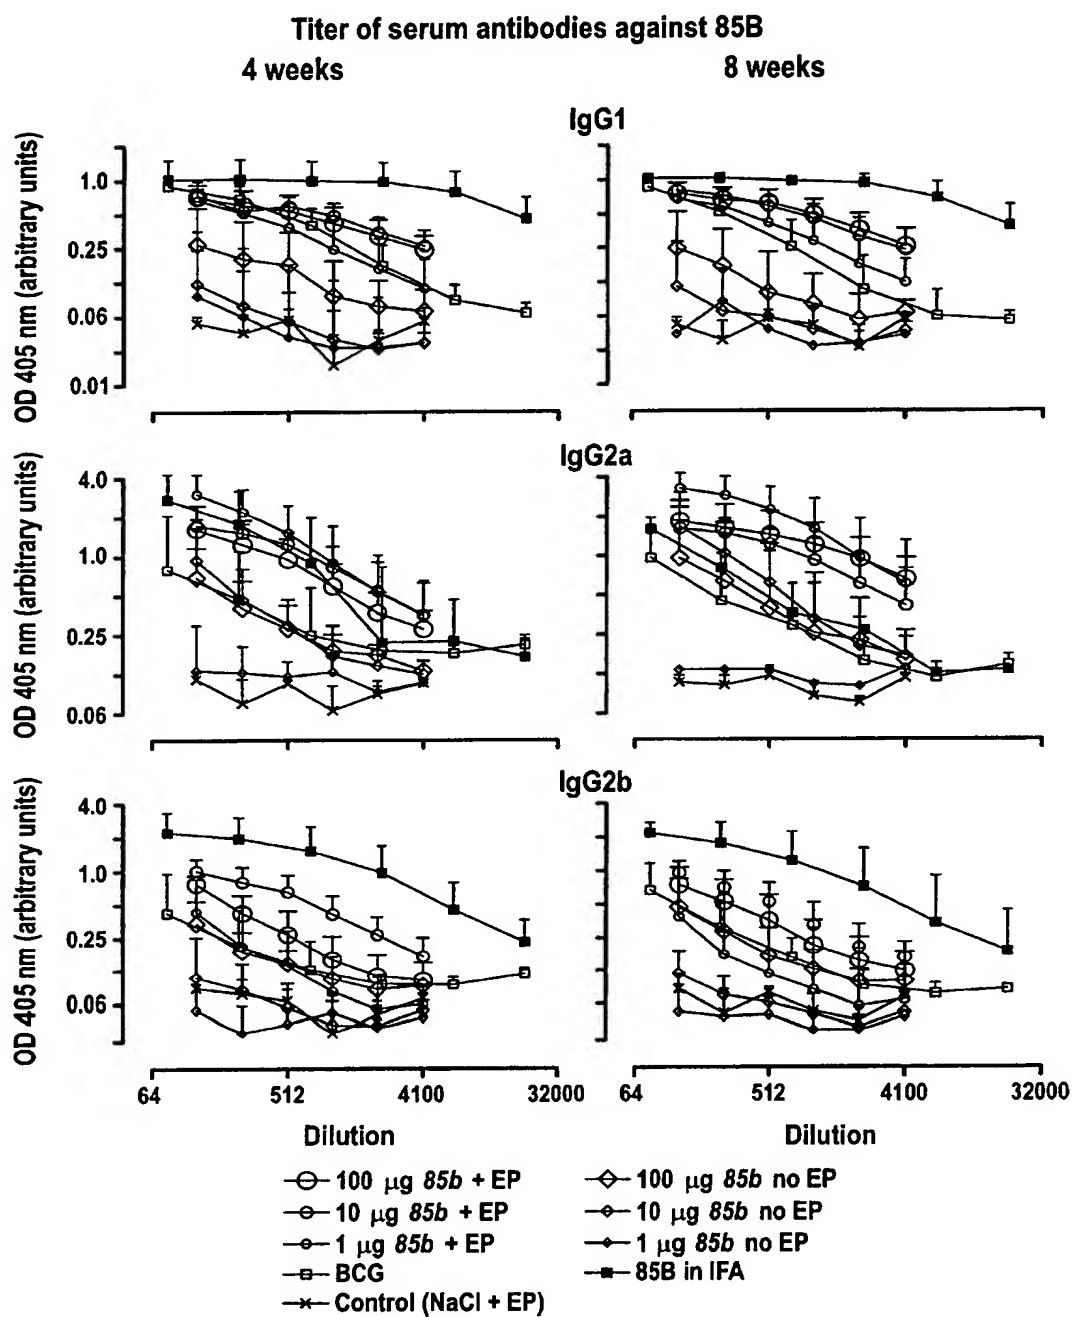 Titer of serum antibodies against 85B
4 weeks
8 weeks
IgG1
OD 405 nm (arbitrary units)
1.0
0.25
0.06
0.01
IgG2a
OD 405 nm (arbitrary units)
4.0
1.0
0.25
0.06
IgG2b
OD 405 nm (arbitrary units)
4.0
1.0
0.25
0.06
64 512 4100 32000
64 512 4100 32000
Dilution
Dilution
100 µg 85b + EP
10 µg 85b + EP
1 µg 85b + EP
BCG
Control (NaCl + EP)
100 µg 85b no EP
10 µg 85b no EP
1 µg 85b no EP
85B in IFA